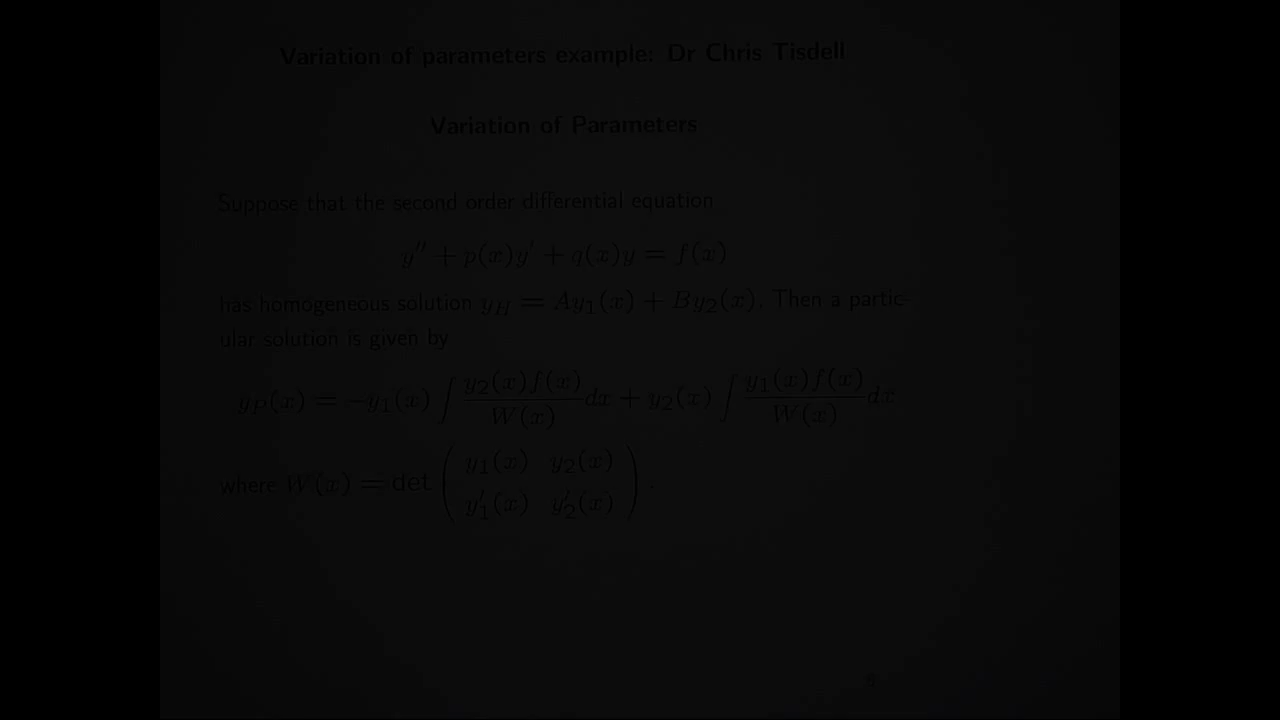 Variation of parameters example: Dr Chris Tisdell
Variation of Parameters
Suppose that the second order differential equation
y'' + p(x)y' + q(x)y = f(x)
has homogeneous solution y_H = Ay_1(x) + By_2(x). Then a partic-
ular solution is given by
y_P(x) = −y_1(x) ∫ \frac{y_2(x)f(x)}{W(x)} dx + y_2(x) ∫ \frac{y_1(x)f(x)}{W(x)} dx
where W(x) = det ( y_1(x) y_2(x)
y_1'(x) y_2'(x) ) .